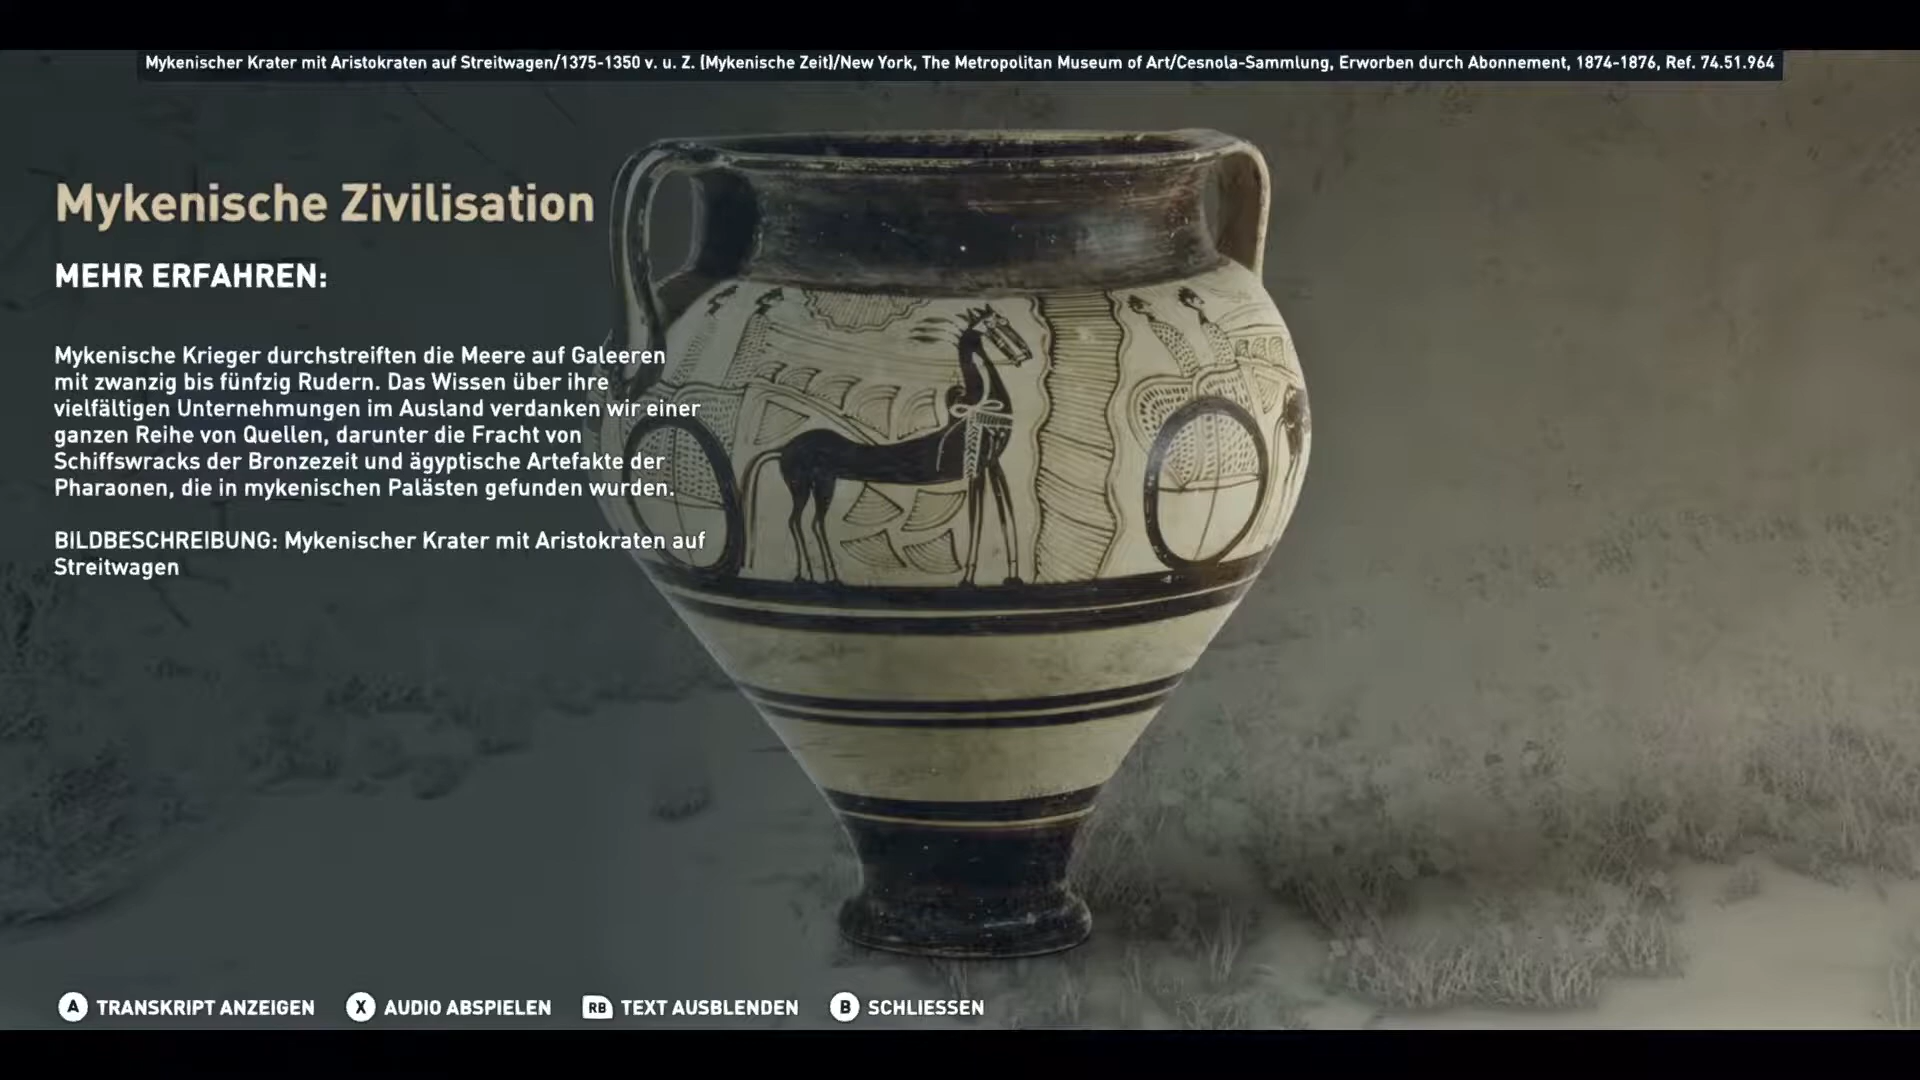 Mykenischer Krater mit Aristokraten auf Streitwagen/1375-1350 v. u. Z. (Mykenische Zeit)/New York, The Metropolitan Museum of Art/Cesnola-Sammlung, Erworben durch Abonnement, 1874-1876, Ref. 74.51.964
Mykenische Zivilisation
MEHR ERFAHREN:
Mykenische Krieger durchstreiften die Meere auf Galeeren
mit zwanzig bis fünfzig Rudern. Das Wissen über ihre
vielfältigen Unternehmungen im Ausland verdanken wir einer
ganzen Reihe von Quellen, darunter die Fracht von
Schiffswracks der Bronzezeit und ägyptische Artefakte der
Pharaonen, die in mykenischen Palästen gefunden wurden.
BILDBESCHREIBUNG: Mykenischer Krater mit Aristokraten auf
Streitwagen
A TRANSKRIPT ANZEIGEN X AUDIO ABSPIELEN RB TEXT AUSBLENDEN B SCHLIESSEN